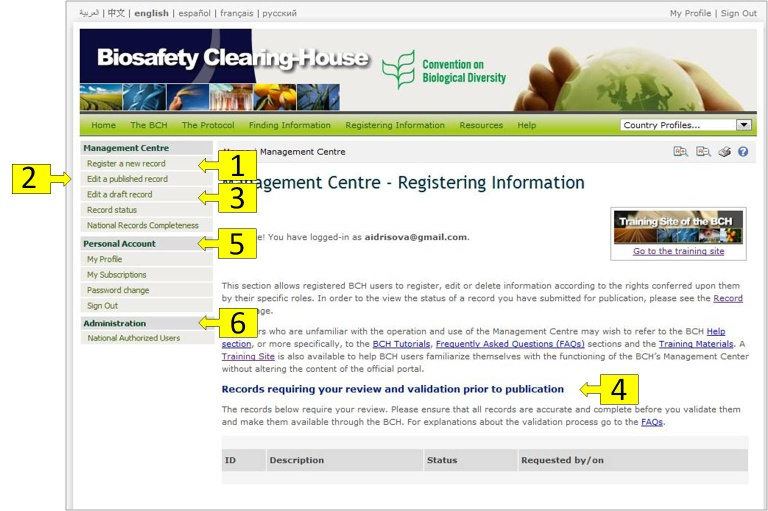 العربية | 中文 | english | español | français | русский
My Profile | Sign Out
Biosafety Clearing-House
Convention on
Biological Diversity
Home The BCH The Protocol Finding Information Registering Information Resources Help
Country Profiles...
Management Centre
Register a new record
Edit a published record
Edit a draft record
Record status
National Records Completeness
Personal Account
My Profile
My Subscriptions
Password change
Sign Out
Administration
National Authorized Users
1
2
3
5
6
Management Centre
Management Centre - Registering Information
! You have logged-in as aidrisova@gmail.com.
Training Site of the BCH
Go to the training site
This section allows registered BCH users to register, edit or delete information according to the rights conferred upon them
by their specific roles. In order to the view the status of a record you have submitted for publication, please see the Record
who are unfamiliar with the operation and use of the Management Centre may wish to refer to the BCH Help
section, or more specifically, to the BCH Tutorials, Frequently Asked Questions (FAQs) sections and the Training Materials. A
Training Site is also available to help BCH users familiarize themselves with the functioning of the BCH's Management Center
without altering the content of the official portal.
Records requiring your review and validation prior to publication
4
The records below require your review. Please ensure that all records are accurate and complete before you validate them
and make them available through the BCH. For explanations about the validation process go to the FAQs.
ID Description Status Requested by/on